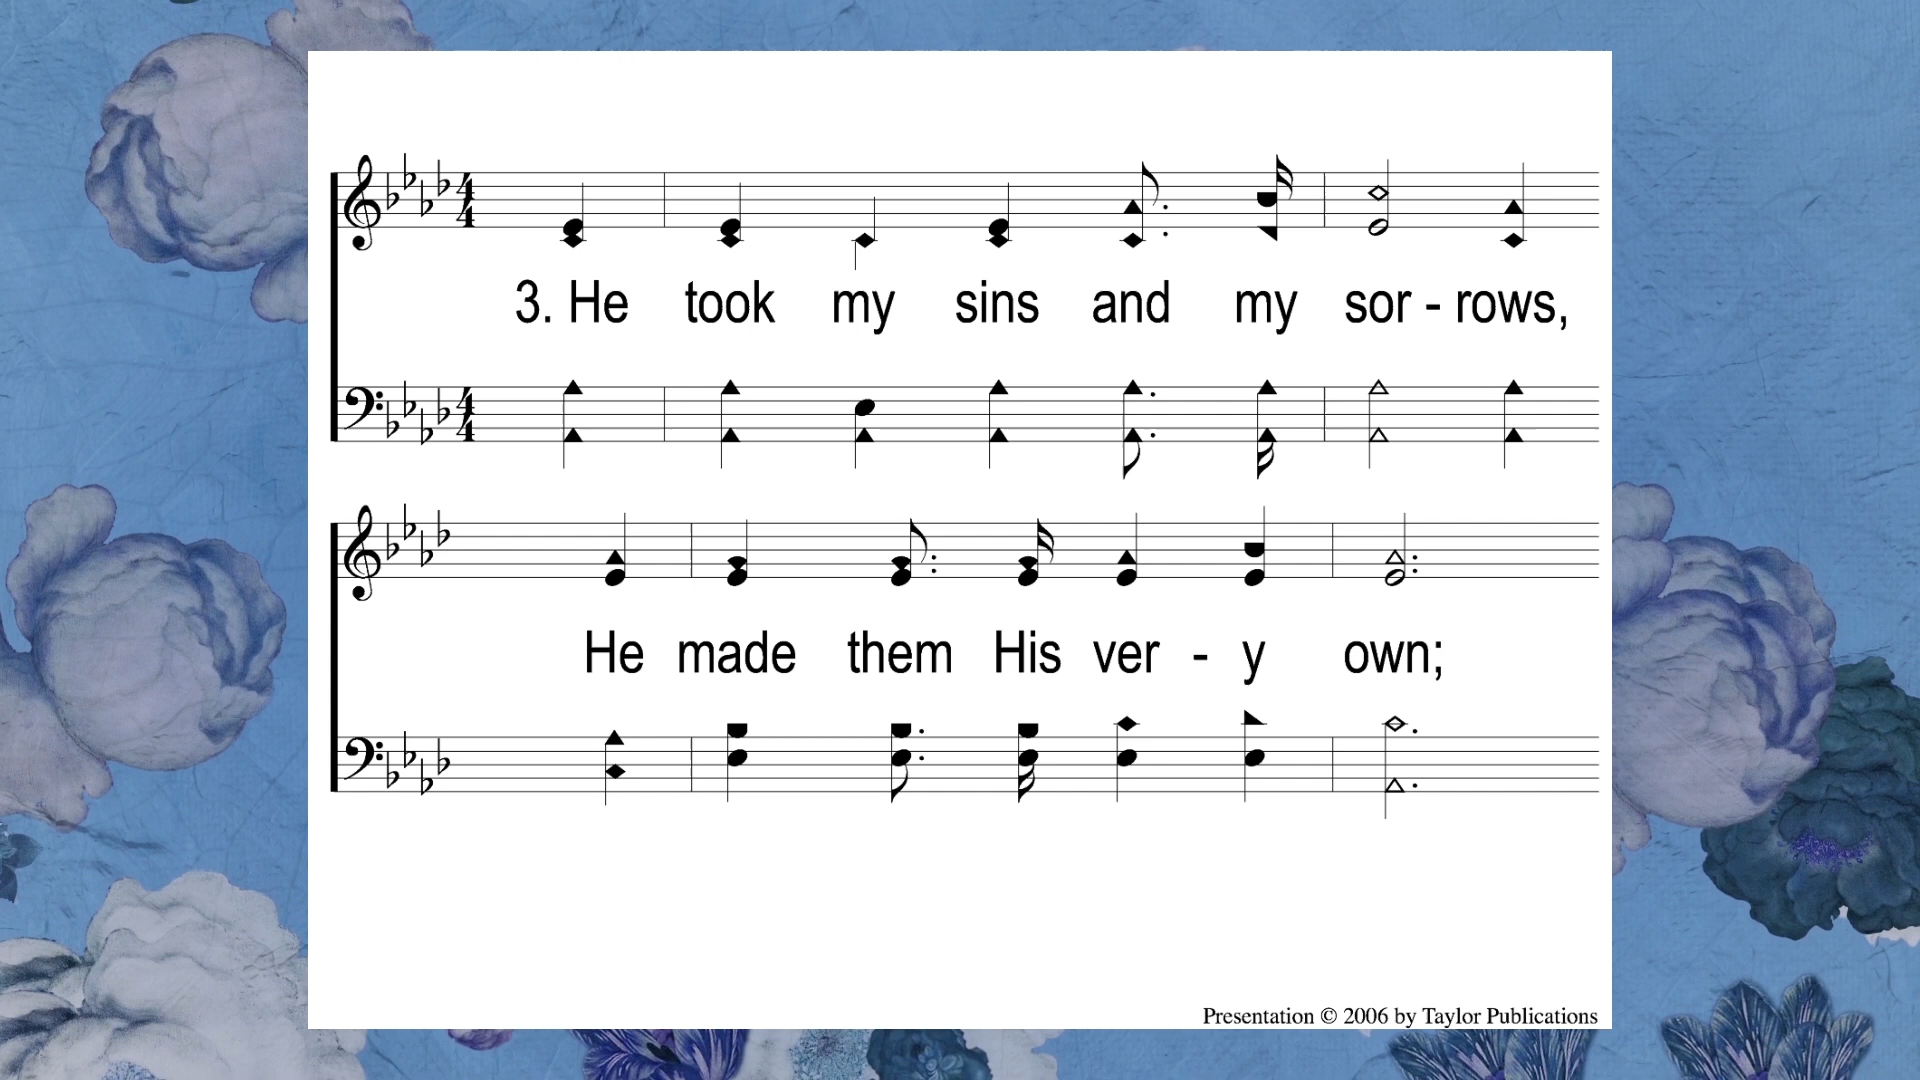 3. He took my sins and my sor - rows,
He made them His ver - y own;
Presentation © 2006 by Taylor Publications